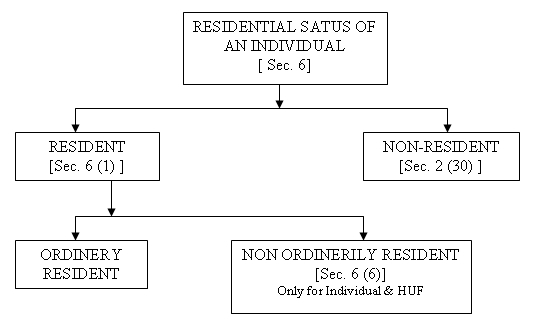 RESIDENTIAL SATUS OF
AN INDIVIDUAL
[ Sec. 6]
RESIDENT
[Sec. 6 (1) ]
NON-RESIDENT
[Sec. 2 (30) ]
ORDINERY
RESIDENT
NON ORDINERILY RESIDENT
[Sec. 6 (6)]
Only for Individual & HUF